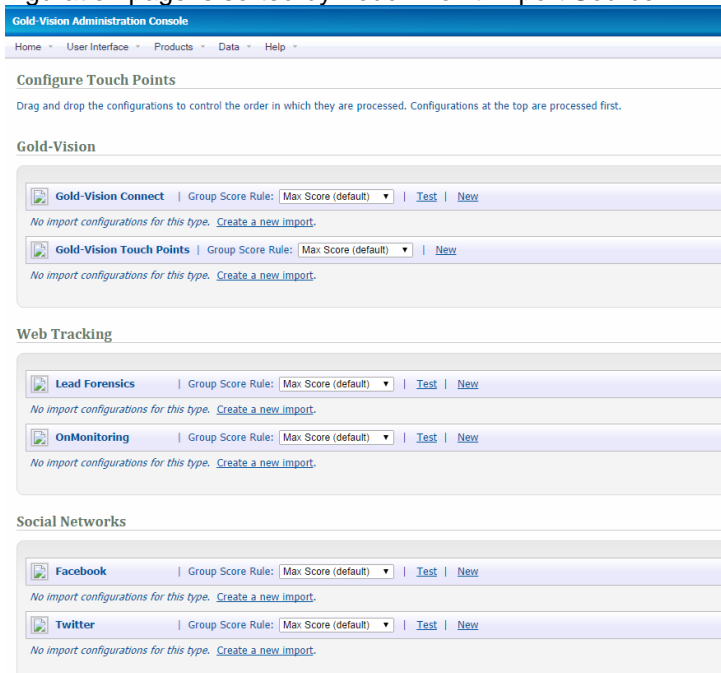 Gold-Vision Administration Console
Home User Interface Products Data Help
Configure Touch Points
Drag and drop the configurations to control the order in which they are processed. Configurations at the top are processed first.
Gold-Vision
Gold-Vision Connect | Group Score Rule: Max Score (default) | Test | New
No import configurations for this type. Create a new import.
Gold-Vision Touch Points | Group Score Rule: Max Score (default) | New
No import configurations for this type. Create a new import.
Web Tracking
Lead Forensics | Group Score Rule: Max Score (default) | Test | New
No import configurations for this type. Create a new import.
OnMonitoring | Group Score Rule: Max Score (default) | Test | New
No import configurations for this type. Create a new import.
Social Networks
Facebook | Group Score Rule: Max Score (default) | Test | New
No import configurations for this type. Create a new import.
Twitter | Group Score Rule: Max Score (default) | Test | New
No import configurations for this type. Create a new import.